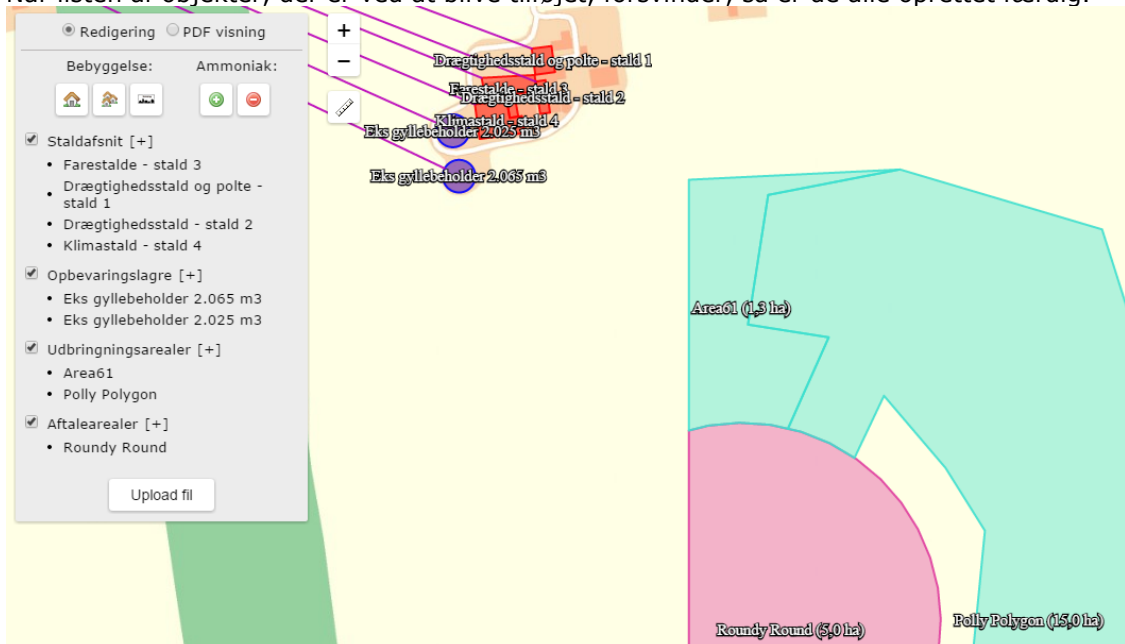 Når listen af objekter, der er ved at blive tilføjet, forsvinder, så er de alle oprettet færdig.
Redigering PDF visning
Bebyggelse: Ammoniak:
Staldafsnit [+]
Farestalde - stald 3
Drægtighedsstald og polte -
stald 1
Drægtighedsstald - stald 2
Klimastald - stald 4
Opbevaringslagre [+]
Eks gyllebeholder 2.065 m3
Eks gyllebeholder 2.025 m3
Udbringningsarealer [+]
Area61
Polly Polygon
Aftalearealer [+]
Roundy Round
Upload fil
+
−
Drægtighedsstald og polte - stald 1
Farestalde - stald 3
Drægtighedsstald - stald 2
Klimastald - stald 4
Eks gyllebeholder 2.025 m3
Eks gyllebeholder 2.065 m3
Area61 (1,3 ha)
Roundy Round (5,0 ha)
Polly Polygon (15,0 ha)